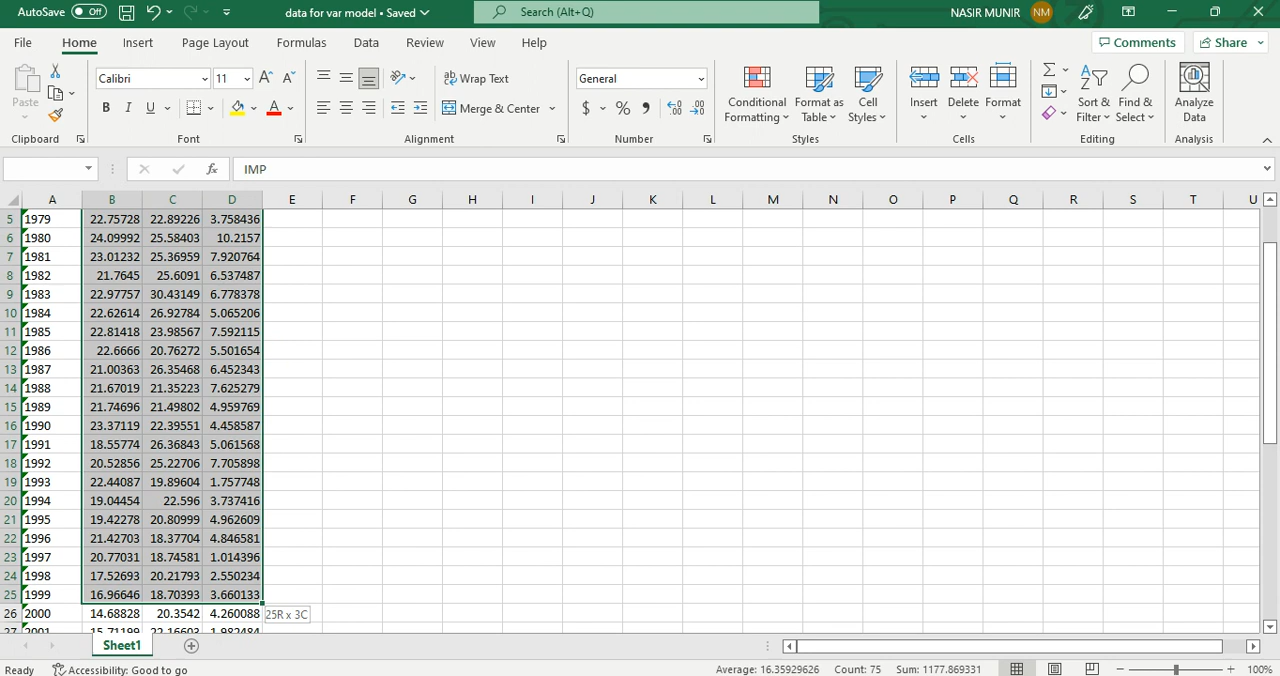 AutoSave Off data for var model • Saved Search (Alt+Q) NASIR MUNIR NM
File Home Insert Draw Page Layout Formulas Data Review View Help Comments Share
Paste Calibri 11 A A Wrap Text General Conditional Formatting Format as Table Cell Styles Insert Delete Format Sort & Filter Find & Select Analyze Data
B I U A Merge & Center $ % 9
Clipboard Font Alignment Number Styles Cells Editing Analysis
fx IMP
A B C D E F G H I J K L M N O P Q R S T U
5 1979 22.75728 22.89226 3.758436
6 1980 24.09992 25.58403 10.2157
7 1981 23.01232 25.36959 7.920764
8 1982 21.7645 25.6091 6.537487
9 1983 22.97757 30.43149 6.778378
10 1984 22.62614 26.92784 5.065206
11 1985 22.81418 23.98567 7.592115
12 1986 22.6666 20.76272 5.501654
13 1987 21.00363 26.35468 6.452343
14 1988 21.67019 21.35223 7.625279
15 1989 21.74696 21.49802 4.959769
16 1990 23.37119 22.39551 4.458587
17 1991 18.55774 26.36843 5.061568
18 1992 20.52856 25.22706 7.705898
19 1993 22.44087 19.89604 1.757748
20 1994 19.04454 22.596 3.737416
21 1995 19.42278 20.80999 4.962609
22 1996 21.42703 18.37704 4.846581
23 1997 20.77031 18.74581 1.014396
24 1998 17.52693 20.21793 2.550234
25 1999 16.96646 18.70393 3.660133
26 2000 14.68828 20.3542 4.260088 25R x 3C
27 2001 15.71199 22.16603 1.982484
Sheet1
Ready Accessibility: Good to go Average: 16.35929626 Count: 75 Sum: 1177.869331 100%